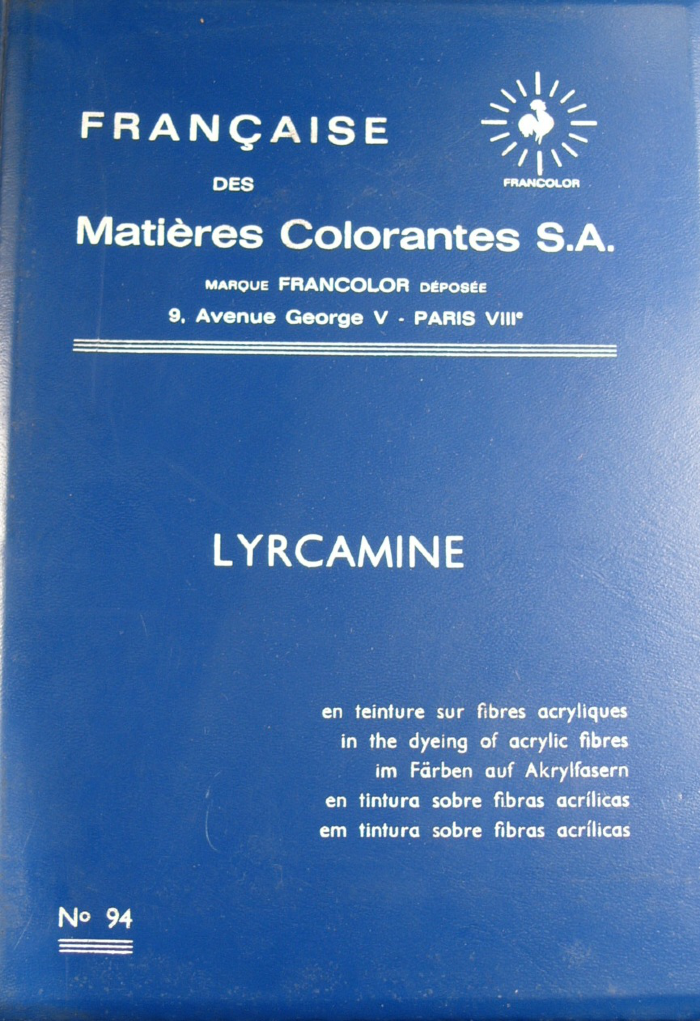 FRANÇAISE
FRANCOLOR
DES
Matières Colorantes S.A.
MARQUE FRANCOLOR DÉPOSÉE
9, Avenue George V - PARIS VIIIe
LYRCAMINE
en teinture sur fibres acryliques
in the dyeing of acrylic fibres
im Färben auf Akrylfasern
en tintura sobre fibras acrílicas
em tintura sobre fibras acrílicas
No 94